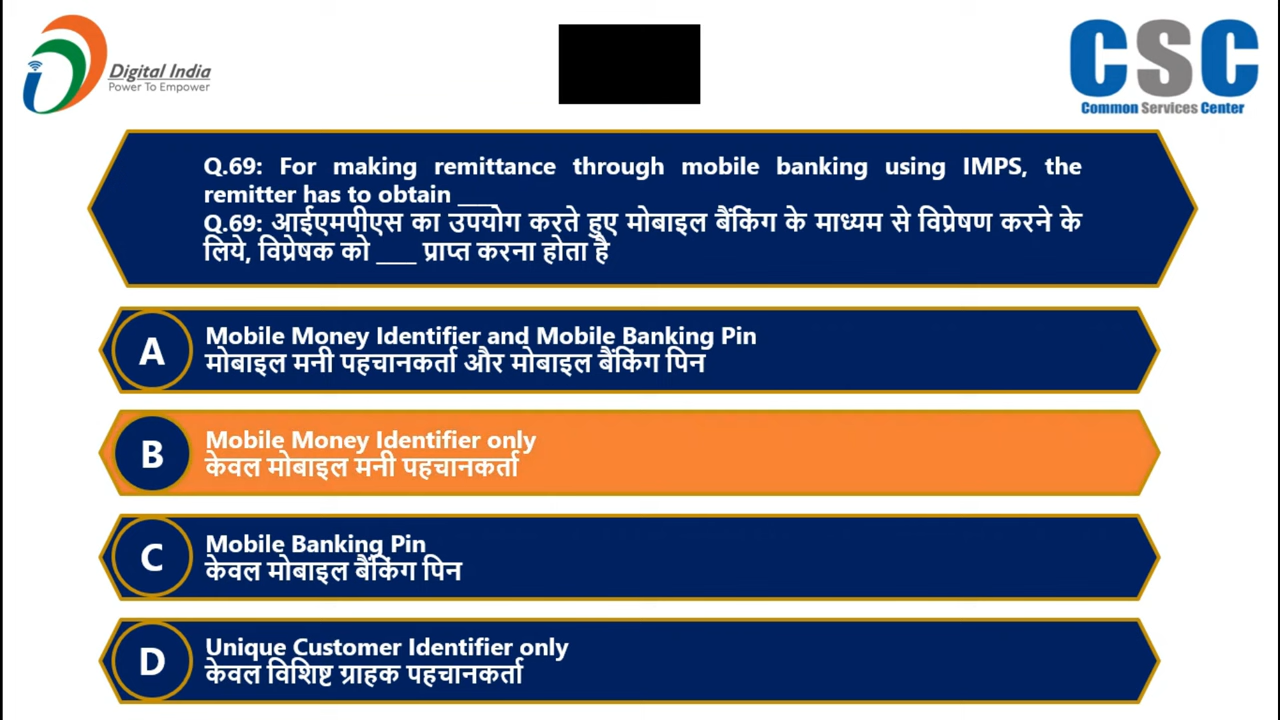 Digital India
Power To Empower
CSC
Common Services Center
Q.69: For making remittance through mobile banking using IMPS, the
remitter has to obtain ____
Q.69: आईएमपीएस का उपयोग करते हुए मोबाइल बैंकिंग के माध्यम से विप्रेषण करने के
लिये, विप्रेषक को ____ प्राप्त करना होता है
A
Mobile Money Identifier and Mobile Banking Pin
मोबाइल मनी पहचानकर्ता और मोबाइल बैंकिंग पिन
B
Mobile Money Identifier only
केवल मोबाइल मनी पहचानकर्ता
C
Mobile Banking Pin
केवल मोबाइल बैंकिंग पिन
D
Unique Customer Identifier only
केवल विशिष्ट ग्राहक पहचानकर्ता